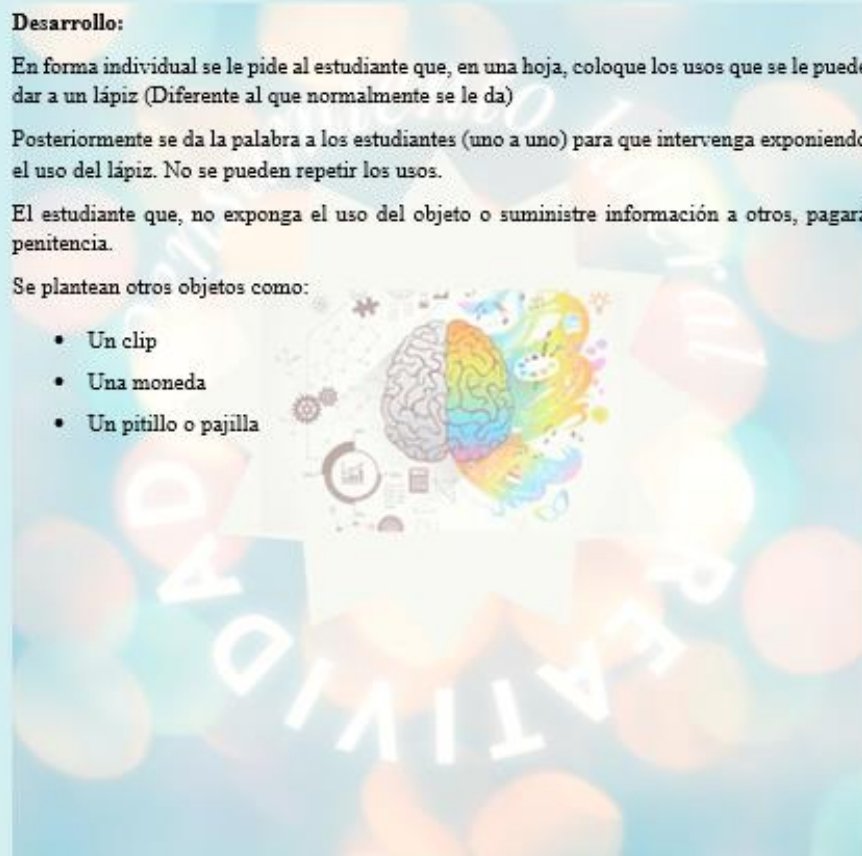 Desarrollo:
En forma individual se le pide al estudiante que, en una hoja, coloque los usos que se le puede
dar a un lápiz (Diferente al que normalmente se le da)
Posteriormente se da la palabra a los estudiantes (uno a uno) para que intervenga exponiendo
el uso del lápiz. No se pueden repetir los usos.
El estudiante que, no exponga el uso del objeto o suministre información a otros, pagará
penitencia.
Se plantean otros objetos como:
• Un clip
• Una moneda
• Un pitillo o pajilla
CREATIVIDAD